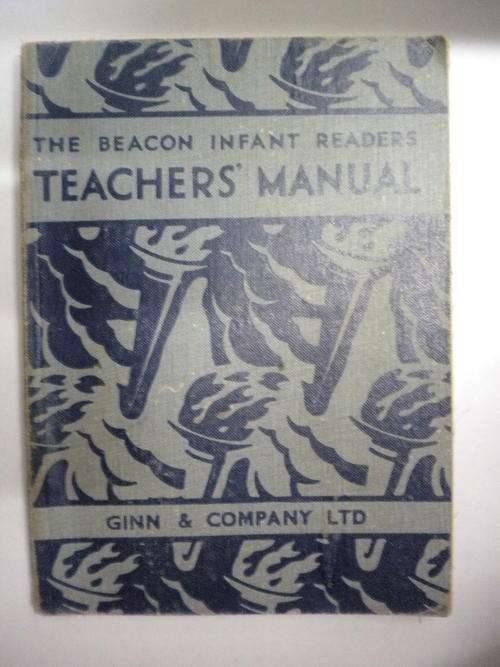 THE BEACON INFANT READERS
TEACHERS' MANUAL
GINN & COMPANY LTD